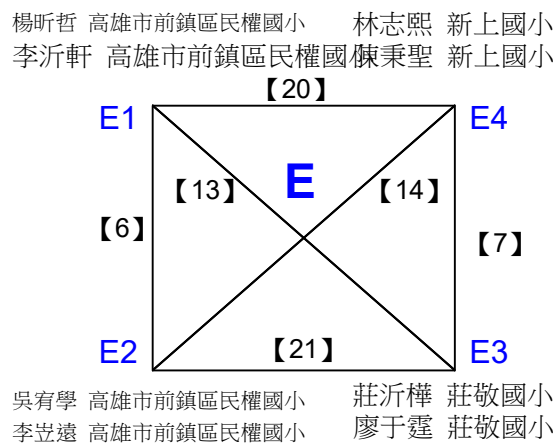 楊昕哲 高雄市前鎮區民權國小 林志熙 新上國小
李沂軒 高雄市前鎮區民權國小 陳秉聖 新上國小
【20】
E1 E4
【13】 E 【14】
【6】 【7】
E2 【21】 E3
吳宥學 高雄市前鎮區民權國小 莊沂樺 莊敬國小
李岦遠 高雄市前鎮區民權國小 廖于霆 莊敬國小